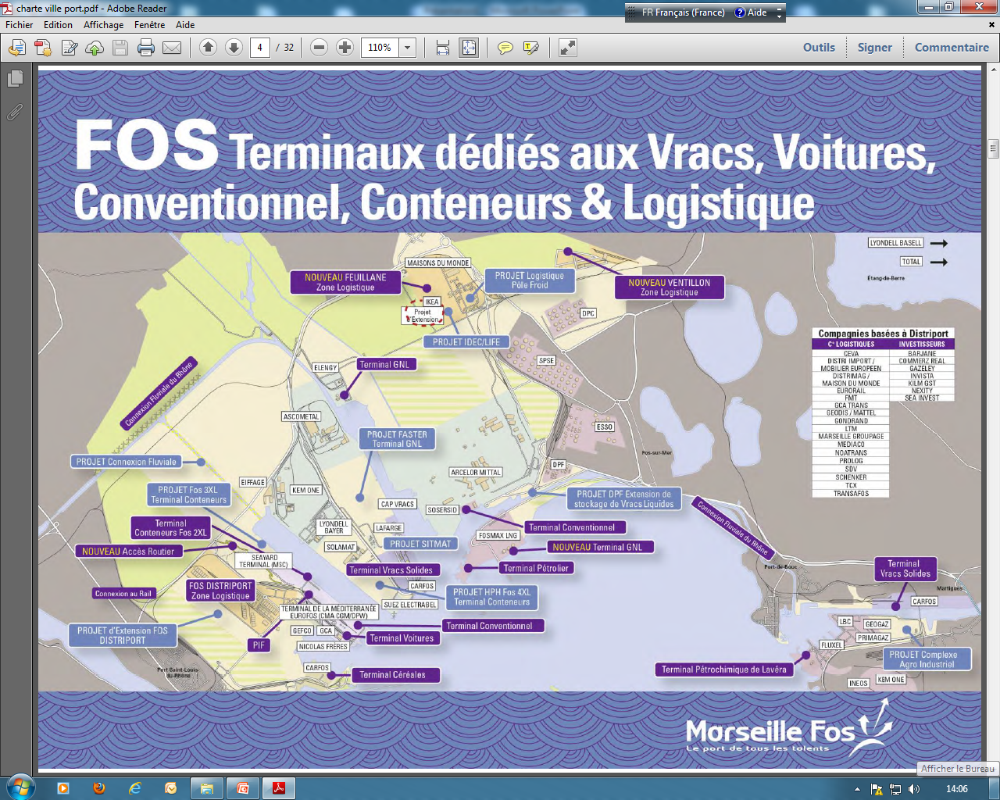 charte ville port.pdf - Adobe Reader
FR Français (France)
Aide
Fichier Edition Affichage Fenêtre Aide
4 / 32
110%
Outils Signer Commentaire
FOS Terminaux dédiés aux Vracs, Voitures,
Conventionnel, Conteneurs & Logistique
LYONDELL BASELL
TOTAL
Étang-de-Berre
MAISONS DU MONDE
NOUVEAU FEUILLANE
Zone Logistique
PROJET Logistique
Pôle Froid
NOUVEAU VENTILLON
Zone Logistique
IKEA
Projet
d'Extension
DPC
PROJET IDEC/LIFE
Compagnies basées à Distriport
Cies LOGISTIQUES
CEVA
DISTRI IMPORT /
MOBILIER EUROPEEN
DISTRIMAG /
MAISON DU MONDE
EURORAIL
FMT
GCA TRANS
GEODIS / MATTEL
GONDRAND
LTM
MARSEILLE GROUPAGE
MEDIACO
NOATRANS
PROLOG
SDV
SCHENKER
TCX
TRANSAFOS
INVESTISSEURS
BARJANE
COMMERZ REAL
GAZELEY
INVISTA
KILM GST
NEXITY
SEA INVEST
ELENGY
Terminal GNL
SPSE
Connexion Fluviale du Rhône
ASCOMETAL
ESSO
PROJET FASTER
Terminal GNL
Fos-sur-Mer
PROJET Connexion Fluviale
DPF
ARCELOR MITTAL
EIFFAGE
KEM ONE
PROJET Fos 3XL
Terminal Conteneurs
CAP VRACS
SOSERSID
PROJET DPF Extension de
stockage de Vracs Liquides
Connexion Fluviale du Rhône
Terminal
Conteneurs Fos 2XL
LYONDELL
BAYER
LAFARGE
Terminal Conventionnel
FOSMAX LNG
PROJET SITMAT
SOLAMAT
NOUVEAU Accès Routier
NOUVEAU Terminal GNL
SEAYARD
TERMINAL (MSC)
Terminal Vracs Solides
Terminal Pétrolier
Port-de-Bouc
Terminal
Vracs Solides
Martigues
FOS DISTRIPORT
Zone Logistique
Connexion au Rail
CARFOS
PROJET HPH Fos 4XL
Terminal Conteneurs
SUEZ ELECTRABEL
CARFOS
TERMINAL DE LA MÉDITERRANÉE
EUROFOS (CMA CGM/DPW)
PROJET d'Extension FOS
DISTRIPORT
GEFCO
GCA
Terminal Conventionnel
Terminal Voitures
LBC
GEOGAZ
PRIMAGAZ
FLUXEL
PIF
NICOLAS FRÈRES
PROJET Complexe
Agro Industriel
CARFOS
Terminal Céréales
Port Saint-Louis-
du-Rhône
Terminal Pétrochimique de Lavéra
INEOS
KEM ONE
Marseille Fos
Le port de tous les talents
Afficher le Bureau
14:06